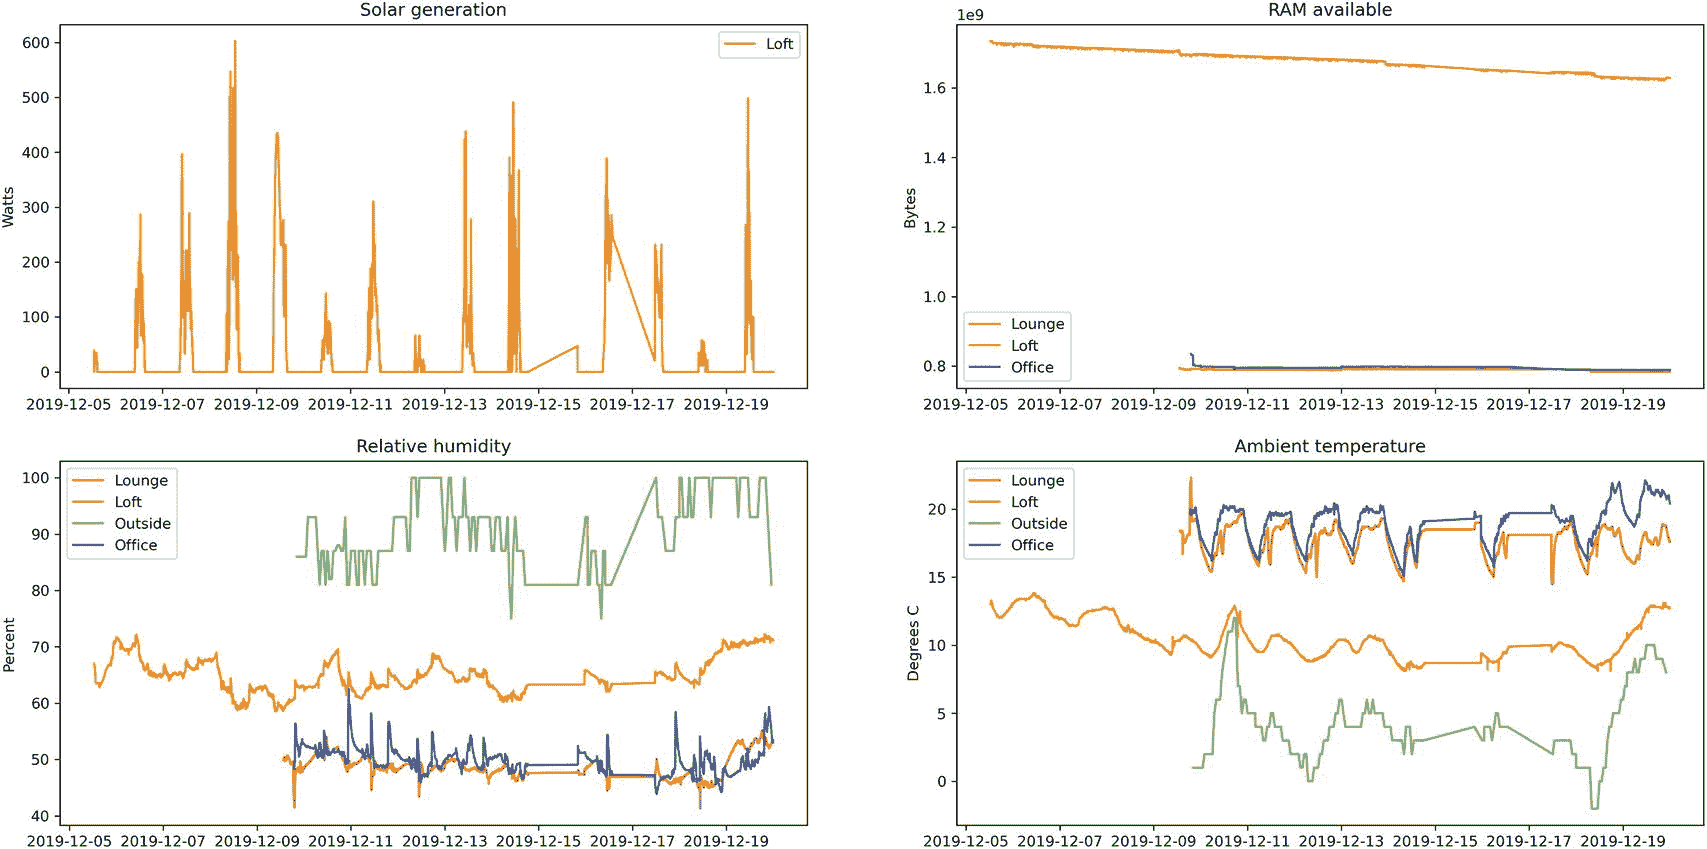 Solar generation
Watts
600
500
400
300
200
100
0
Loft
2019-12-05 2019-12-07 2019-12-09 2019-12-11 2019-12-13 2019-12-15 2019-12-17 2019-12-19
RAM available
1e9
Bytes
1.6
1.4
1.2
1.0
0.8
Lounge
Loft
Office
2019-12-05 2019-12-07 2019-12-09 2019-12-11 2019-12-13 2019-12-15 2019-12-17 2019-12-19
Relative humidity
Percent
100
90
80
70
60
50
40
Lounge
Loft
Outside
Office
2019-12-05 2019-12-07 2019-12-09 2019-12-11 2019-12-13 2019-12-15 2019-12-17 2019-12-19
Ambient temperature
Degrees C
20
15
10
5
0
Lounge
Loft
Outside
Office
2019-12-05 2019-12-07 2019-12-09 2019-12-11 2019-12-13 2019-12-15 2019-12-17 2019-12-19